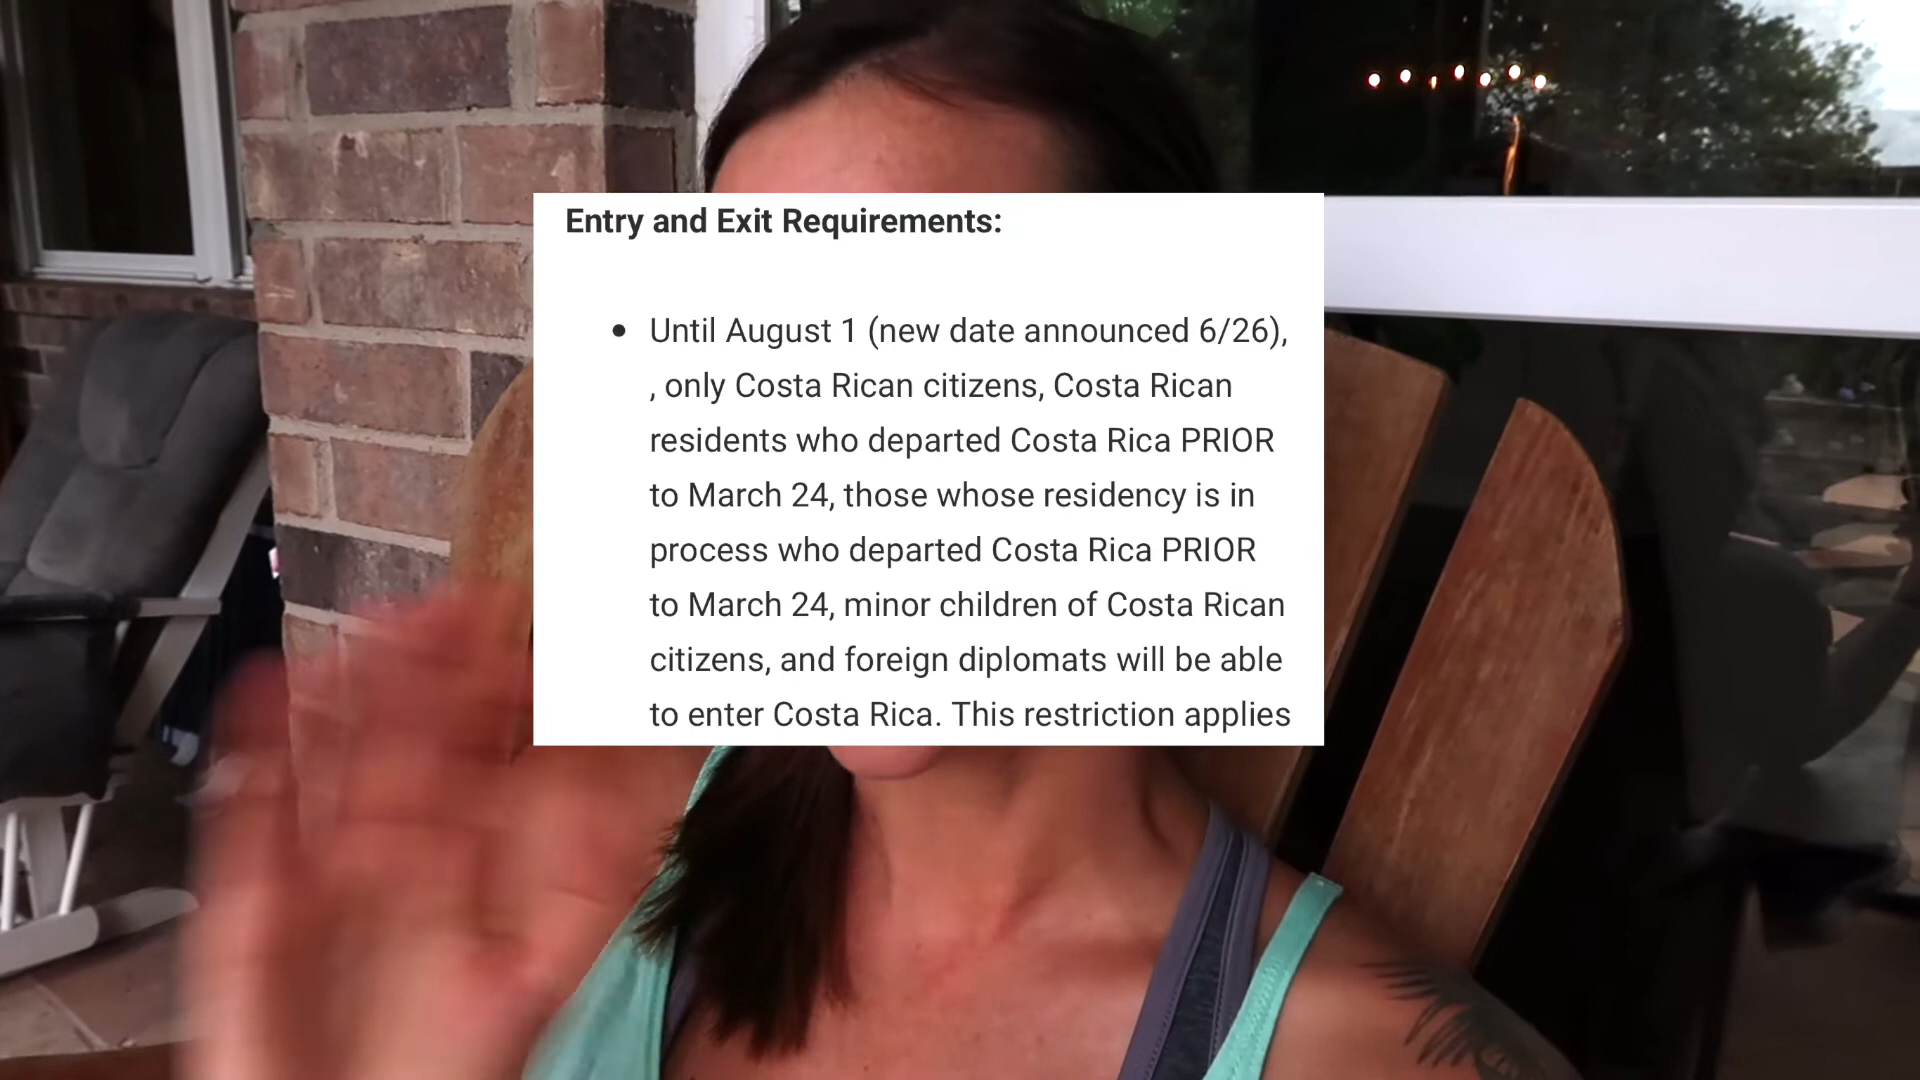 Entry and Exit Requirements:
• Until August 1 (new date announced 6/26),
, only Costa Rican citizens, Costa Rican
residents who departed Costa Rica PRIOR
to March 24, those whose residency is in
process who departed Costa Rica PRIOR
to March 24, minor children of Costa Rican
citizens, and foreign diplomats will be able
to enter Costa Rica. This restriction applies